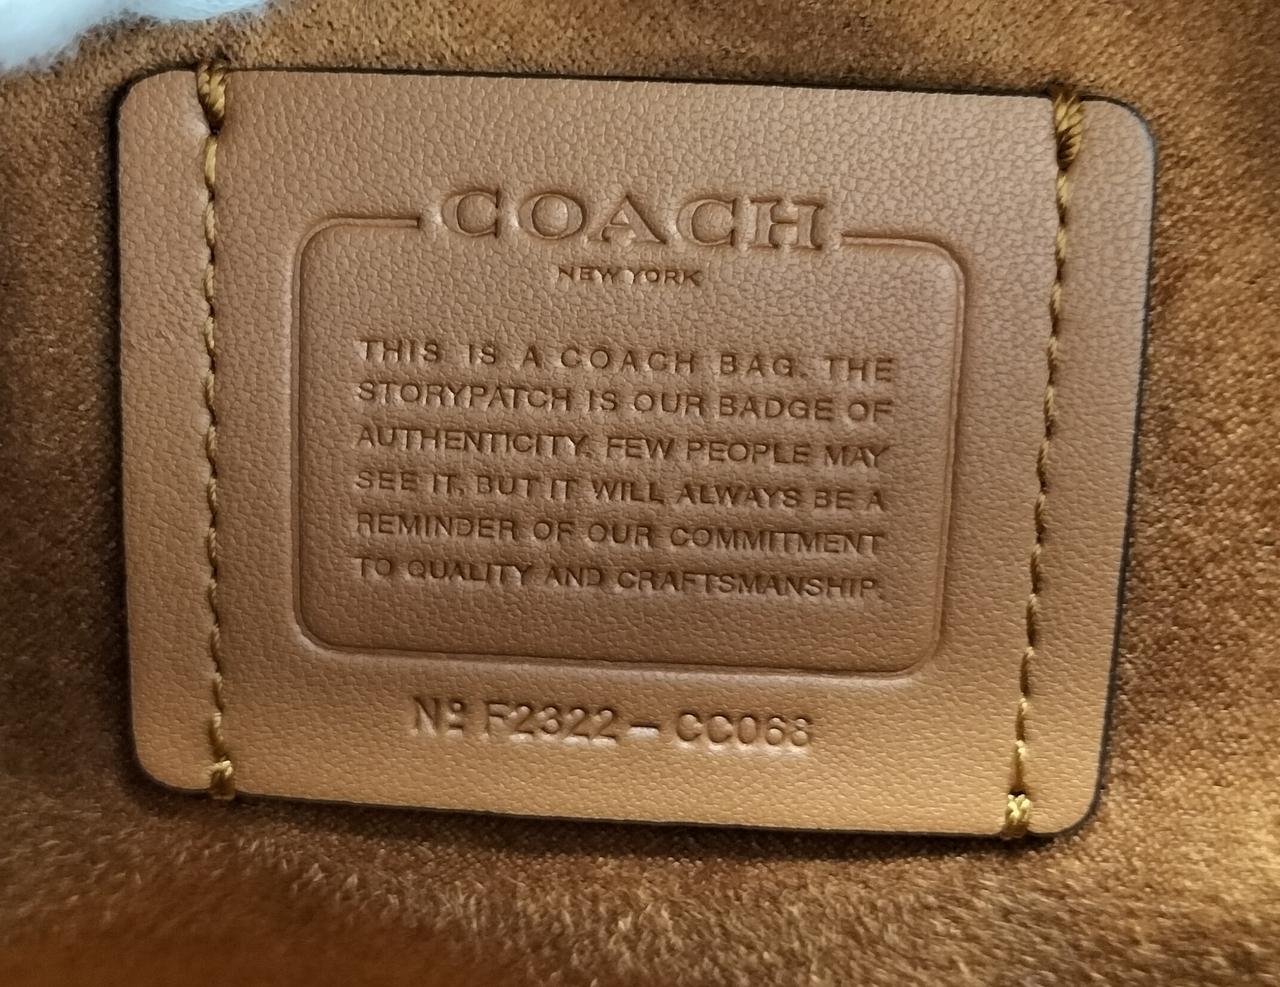 COACH
NEW YORK
THIS IS A COACH BAG. THE
STORYPATCH IS OUR BADGE OF
AUTHENTICITY. FEW PEOPLE MAY
SEE IT, BUT IT WILL ALWAYS BE A
REMINDER OF OUR COMMITMENT
TO QUALITY AND CRAFTSMANSHIP.
Nº F2322 – CC068